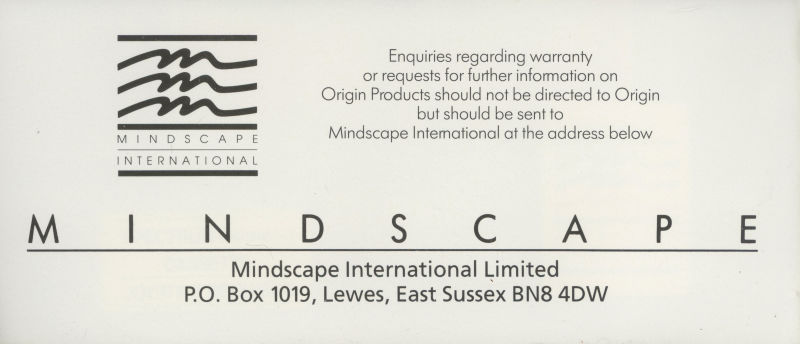 MINDSCAPE
INTERNATIONAL
Enquiries regarding warranty
or requests for further information on
Origin Products should not be directed to Origin
but should be sent to
Mindscape International at the address below
MINDSCAPE
Mindscape International Limited
P.O. Box 1019, Lewes, East Sussex BN8 4DW